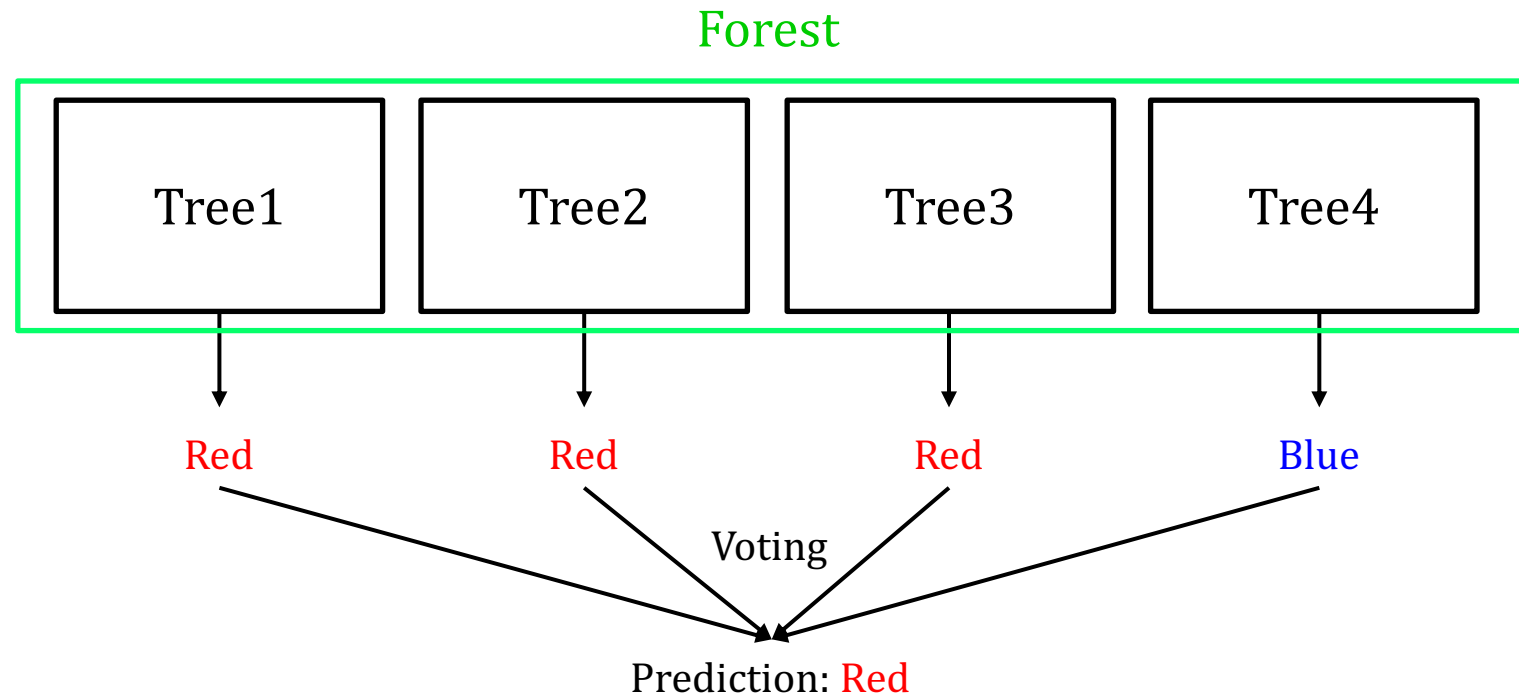 Forest
Tree1 Tree2 Tree3 Tree4
Red Red Red Blue
Voting
Prediction: Red